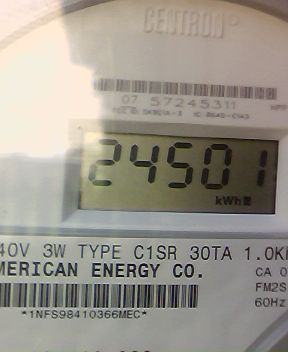 CENTRON®
07 57245311
24501
kWh
40V 3W TYPE C1SR 30TA 1.0K
MERICAN ENERGY CO.
CA 0
FM2S
60Hz
*1NFS98410366MEC*